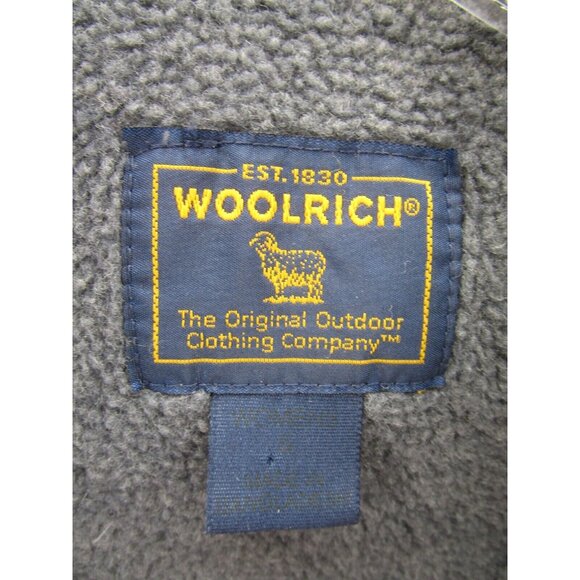 EST. 1830
WOOLRICH®
The Original Outdoor
Clothing Company™